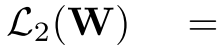 ℒ₂(𝐖) =